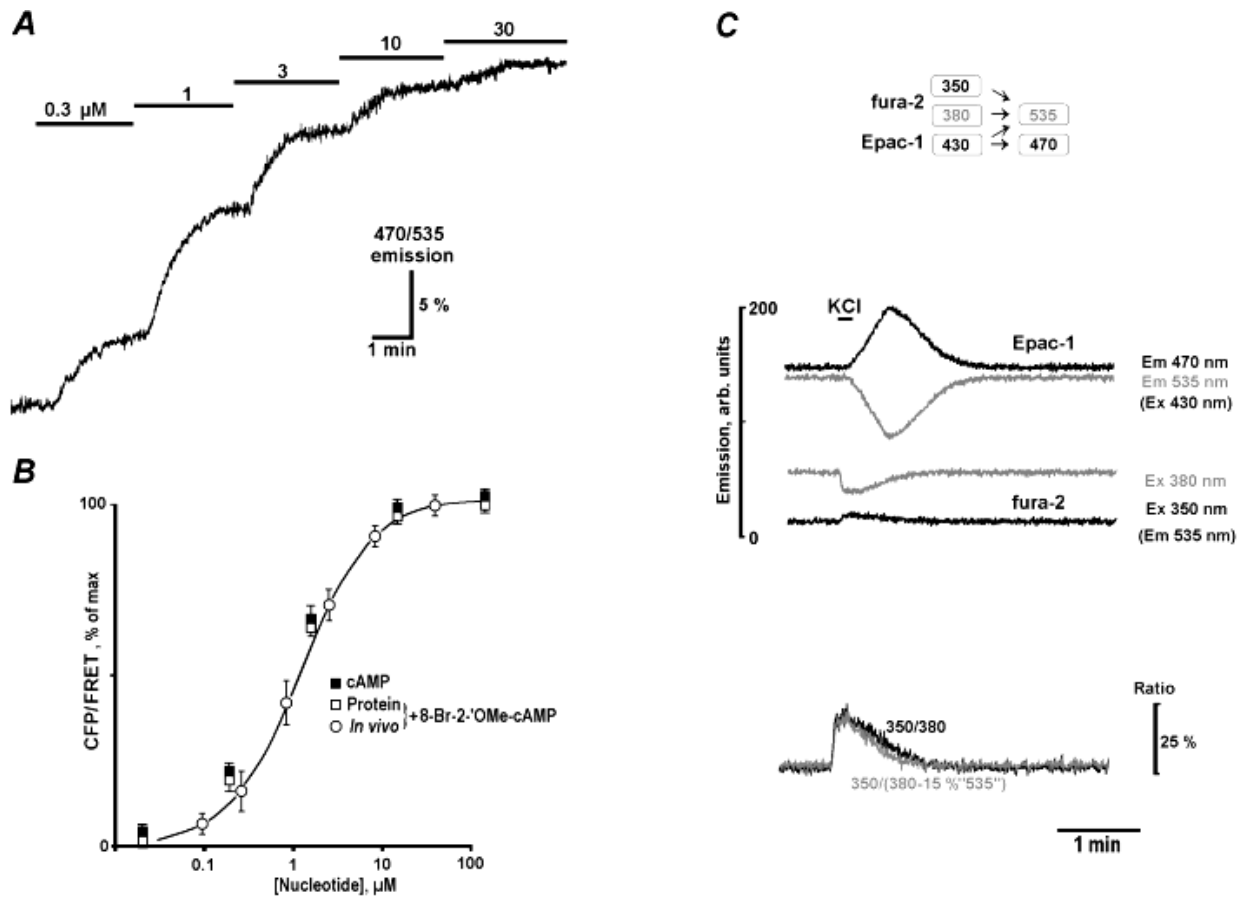 A
0.3 µM
1
3
10
30
470/535
emission
5 %
1 min
B
100
0
CFP/FRET, % of max
cAMP
Protein
In vivo
+8-Br-2-'OMe-cAMP
0.1
1
10
100
[Nucleotide], µM
C
350
fura-2
380
535
Epac-1
430
470
200
0
Emission, arb. units
KCl
Epac-1
Em 470 nm
Em 535 nm
(Ex 430 nm)
Ex 380 nm
fura-2
Ex 350 nm
(Em 535 nm)
350/380
350/(380-15 %"535")
Ratio
25 %
1 min